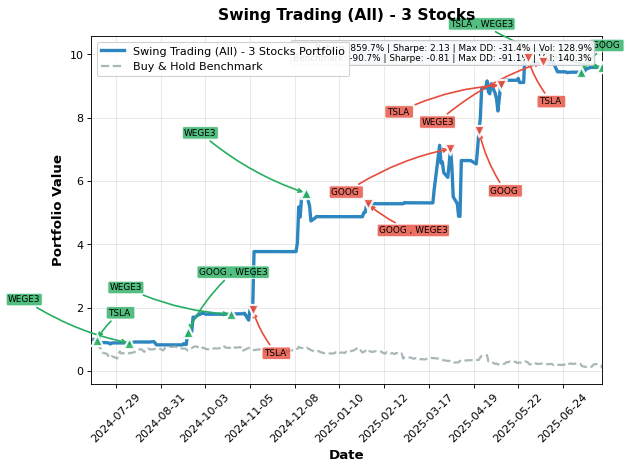 Swing Trading (All) - 3 Stocks
TSLA , WEGE3
GOOG
859.7% | Sharpe: 2.13 | Max DD: -31.4% | Vol: 128.9%
-90.7% | Sharpe: -0.81 | Max DD: -91.1% 140.3%
Swing Trading (All) - 3 Stocks Portfolio
Buy & Hold Benchmark
10
TSLA
TSLA
WEGE3
WEGE3
8
GOOG
GOOG
6
GOOG , WEGE3
4
GOOG , WEGE3
WEGE3
WEGE3
TSLA
2
TSLA
0
Portfolio Value
2024-07-29
2024-08-31
2024-10-03
2024-11-05
2024-12-08
2025-01-10
2025-02-12
2025-03-17
2025-04-19
2025-05-22
2025-06-24
Date